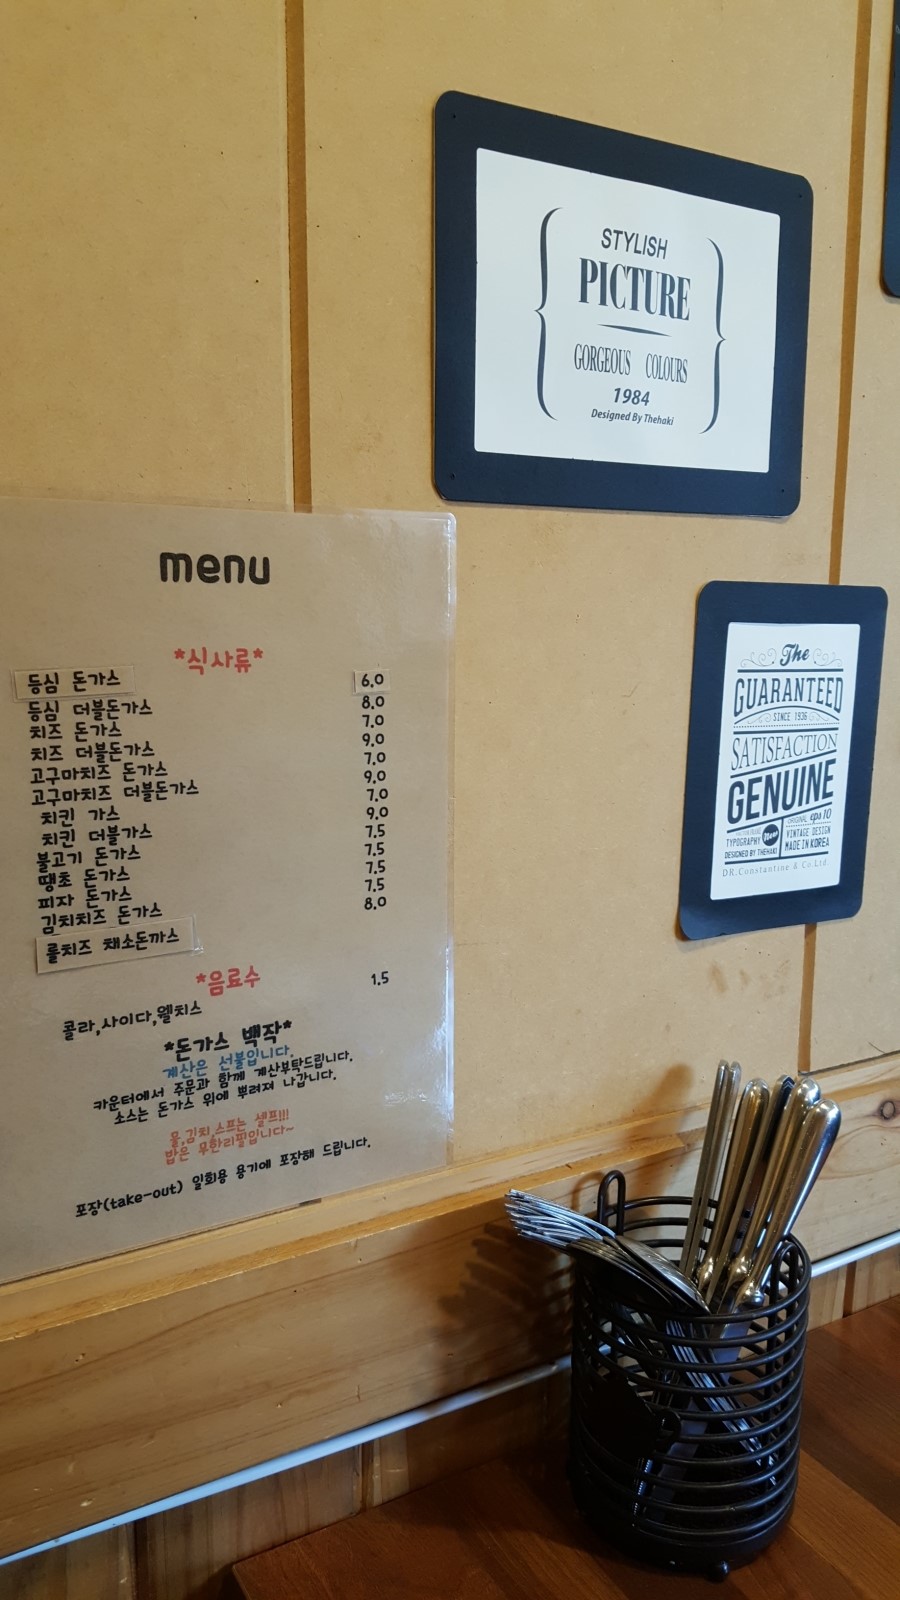 STYLISH
PICTURE
GORGEOUS COLOURS
1984
Designed By Thehaki
The
GUARANTEED
SINCE 1936
SATISFACTION
GENUINE
ORIGINAL eps 10
TYPOGRAPHY
DESIGNED BY THEHAKI
VINTAGE DESIGN
MADE IN KOREA
DR.Constantine & Co.Ltd.
menu
*식사류*
등심 돈가스 6.0
등심 더블돈가스 8.0
치즈 돈가스 7.0
치즈 더블돈가스 9.0
고구마치즈 돈가스 7.0
고구마치즈 더블돈가스 9.0
치킨 가스 7.0
치킨 더블가스 9.0
불고기 돈가스 7.5
땡초 돈가스 7.5
피자 돈가스 7.5
김치치즈 돈가스 7.5
롤치즈 채소돈까스 8.0
*음료수
콜라,사이다,웰치스 1.5
*돈가스 백작*
계산은 선불입니다.
카운터에서 주문과 함께 계산부탁드립니다.
소스는 돈가스 위에 뿌려져 나갑니다.
물,김치,스프는 셀프!!!
밥은 무한리필입니다~
포장(take-out) 일회용 용기에 포장해 드립니다.